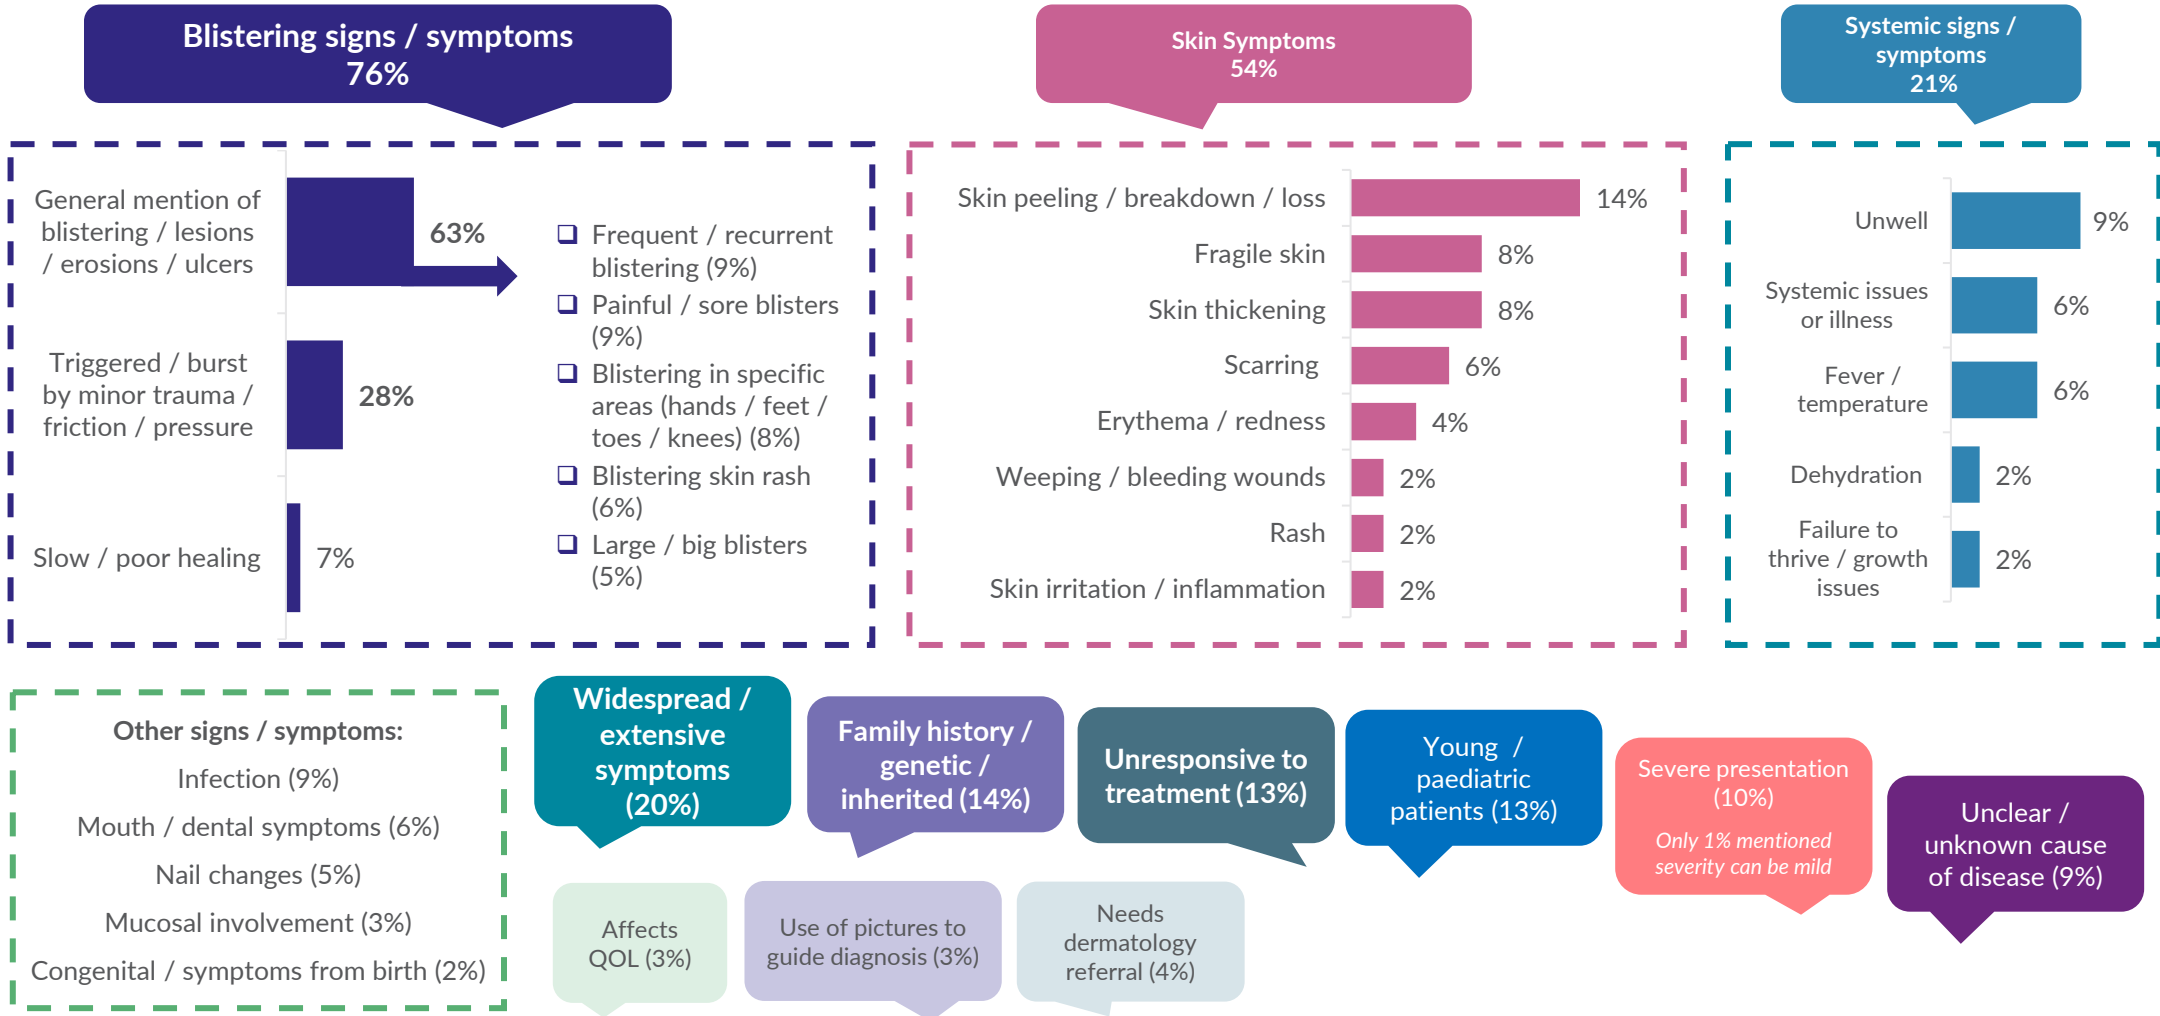 Blistering signs / symptoms
76%
General mention of
blistering / lesions
/ erosions / ulcers
63%
Triggered / burst
by minor trauma /
friction / pressure
28%
Slow / poor healing
7%
❑ Frequent / recurrent
blistering (9%)
❑ Painful / sore blisters
(9%)
❑ Blistering in specific
areas (hands / feet /
toes / knees) (8%)
❑ Blistering skin rash
(6%)
❑ Large / big blisters
(5%)
Skin Symptoms
54%
Skin peeling / breakdown / loss
14%
Fragile skin
8%
Skin thickening
8%
Scarring
6%
Erythema / redness
4%
Weeping / bleeding wounds
2%
Rash
2%
Skin irritation / inflammation
2%
Systemic signs /
symptoms
21%
Unwell
9%
Systemic issues
or illness
6%
Fever /
temperature
6%
Dehydration
2%
Failure to
thrive / growth
issues
2%
Other signs / symptoms:
Infection (9%)
Mouth / dental symptoms (6%)
Nail changes (5%)
Mucosal involvement (3%)
Congenital / symptoms from birth (2%)
Widespread /
extensive
symptoms
(20%)
Family history /
genetic /
inherited (14%)
Unresponsive to
treatment (13%)
Young /
paediatric
patients (13%)
Severe presentation
(10%)
Only 1% mentioned
severity can be mild
Unclear /
unknown cause
of disease (9%)
Affects
QOL (3%)
Use of pictures to
guide diagnosis (3%)
Needs
dermatology
referral (4%)